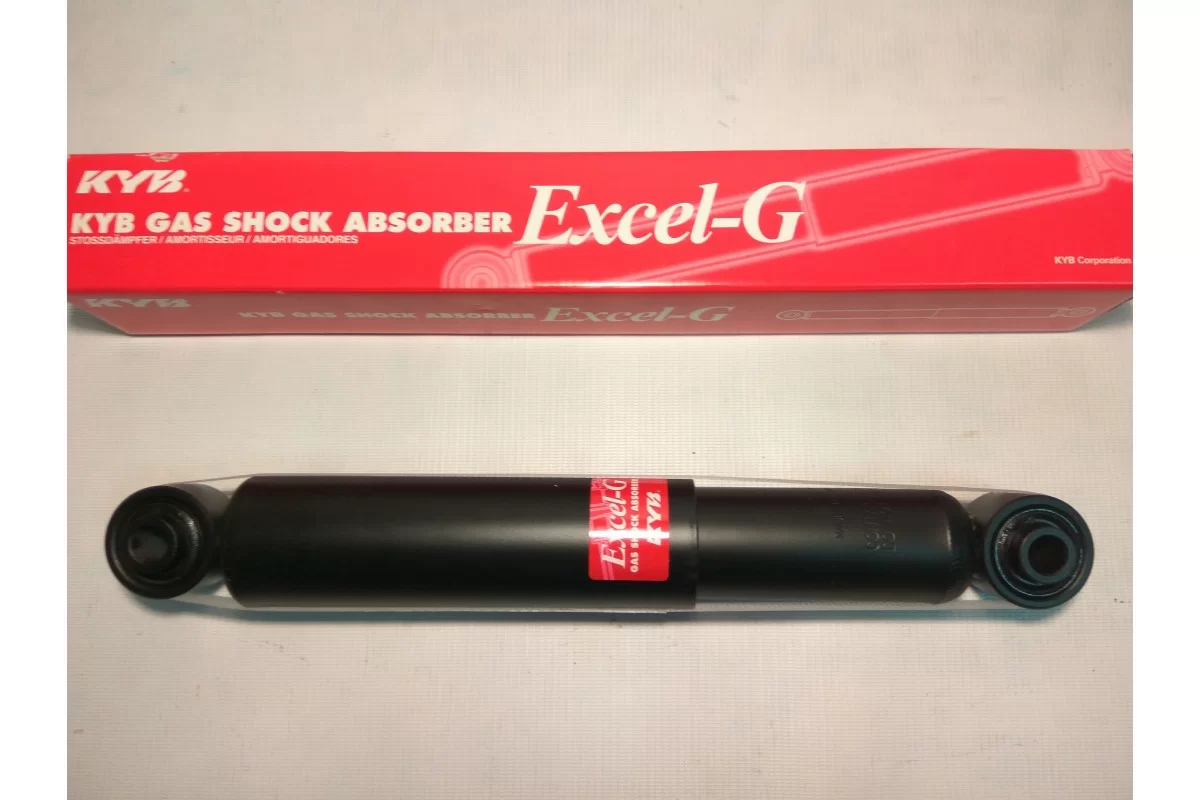 KYB®
KYB GAS SHOCK ABSORBER Excel-G
STOSSDÄMPFER / AMORTISSEUR / AMORTIGUADORES
KYB Corporation
KYB
KYB GAS SHOCK ABSORBER Excel-G
Excel-G
GAS SHOCK ABSORBER
KYB